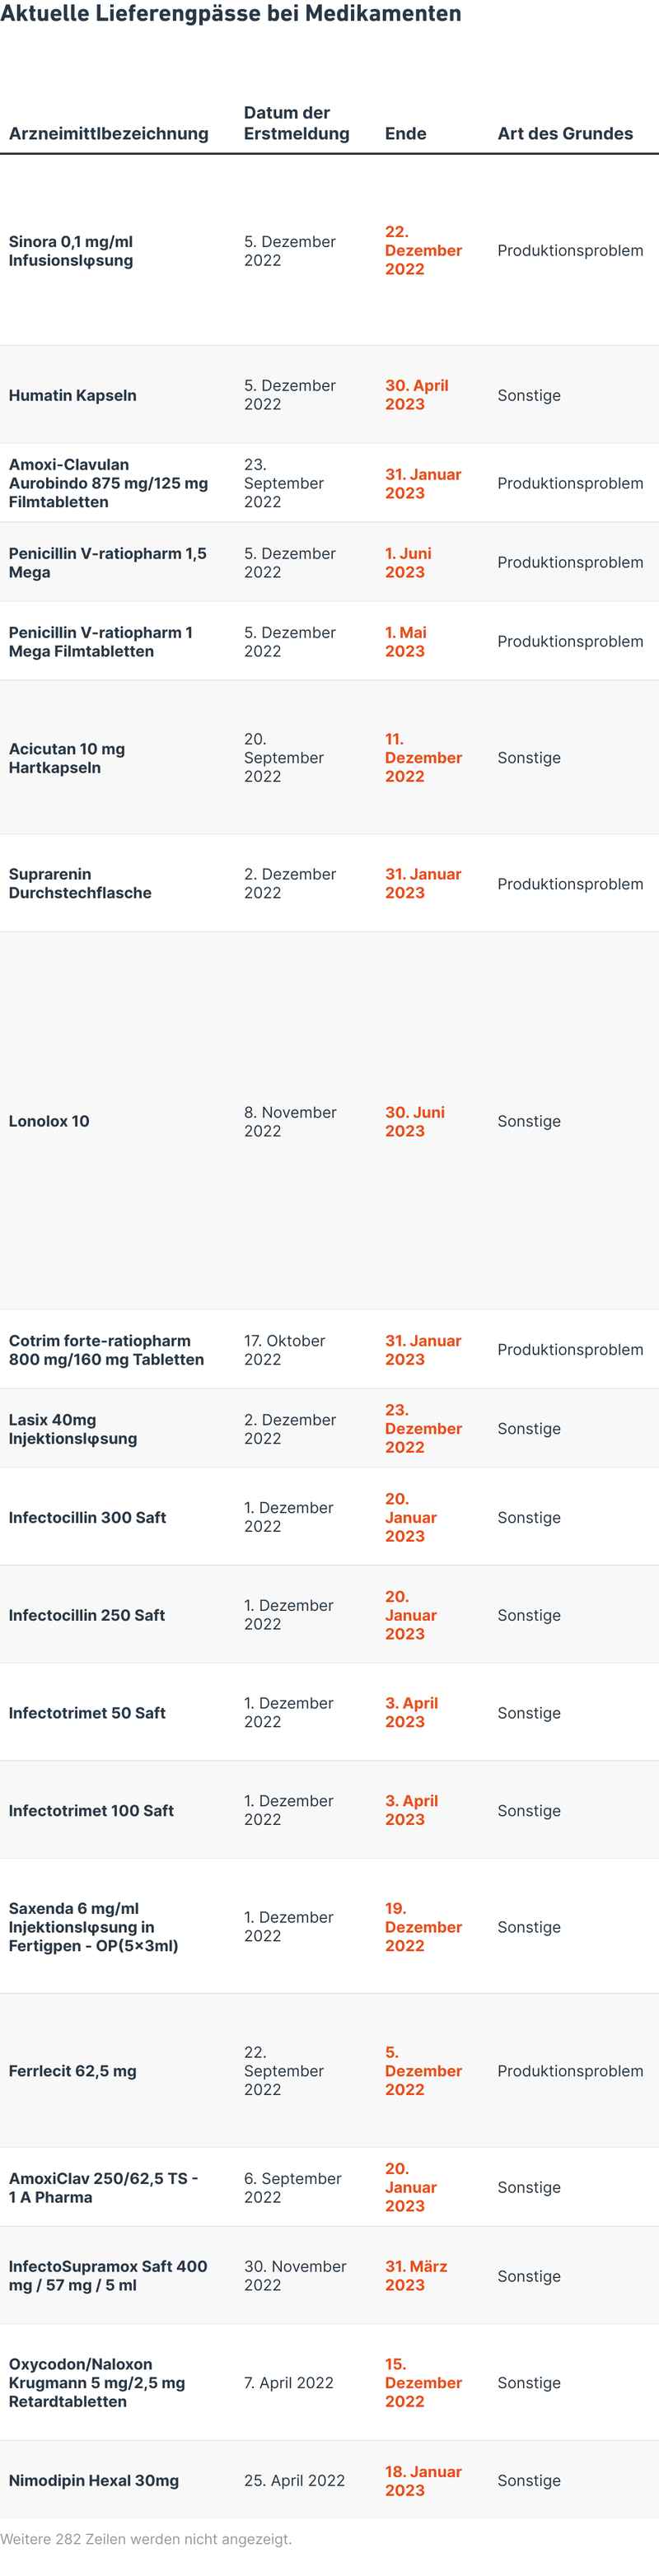 Aktuelle Lieferengpässe bei Medikamenten
Arzneimittlbezeichnung
Datum der
Erstmeldung
Ende
Art des Grundes
Sinora 0,1 mg/ml
Infusionslφsung
5. Dezember
2022
22.
Dezember
2022
Produktionsproblem
Humatin Kapseln
5. Dezember
2022
30. April
2023
Sonstige
Amoxi-Clavulan
Aurobindo 875 mg/125 mg
Filmtabletten
23.
September
2022
31. Januar
2023
Produktionsproblem
Penicillin V-ratiopharm 1,5
Mega
5. Dezember
2022
1. Juni
2023
Produktionsproblem
Penicillin V-ratiopharm 1
Mega Filmtabletten
5. Dezember
2022
1. Mai
2023
Produktionsproblem
Acicutan 10 mg
Hartkapseln
20.
September
2022
11.
Dezember
2022
Sonstige
Suprarenin
Durchstechflasche
2. Dezember
2022
31. Januar
2023
Produktionsproblem
Lonolox 10
8. November
2022
30. Juni
2023
Sonstige
Cotrim forte-ratiopharm
800 mg/160 mg Tabletten
17. Oktober
2022
31. Januar
2023
Produktionsproblem
Lasix 40mg
Injektionslφsung
2. Dezember
2022
23.
Dezember
2022
Sonstige
Infectocillin 300 Saft
1. Dezember
2022
20.
Januar
2023
Sonstige
Infectocillin 250 Saft
1. Dezember
2022
20.
Januar
2023
Sonstige
Infectotrimet 50 Saft
1. Dezember
2022
3. April
2023
Sonstige
Infectotrimet 100 Saft
1. Dezember
2022
3. April
2023
Sonstige
Saxenda 6 mg/ml
Injektionslφsung in
Fertigpen - OP(5×3ml)
1. Dezember
2022
19.
Dezember
2022
Sonstige
Ferrlecit 62,5 mg
22.
September
2022
5.
Dezember
2022
Produktionsproblem
AmoxiClav 250/62,5 TS -
1 A Pharma
6. September
2022
20.
Januar
2023
Sonstige
InfectoSupramox Saft 400
mg / 57 mg / 5 ml
30. November
2022
31. März
2023
Sonstige
Oxycodon/Naloxon
Krugmann 5 mg/2,5 mg
Retardtabletten
7. April 2022
15.
Dezember
2022
Sonstige
Nimodipin Hexal 30mg
25. April 2022
18. Januar
2023
Sonstige
Weitere 282 Zeilen werden nicht angezeigt.